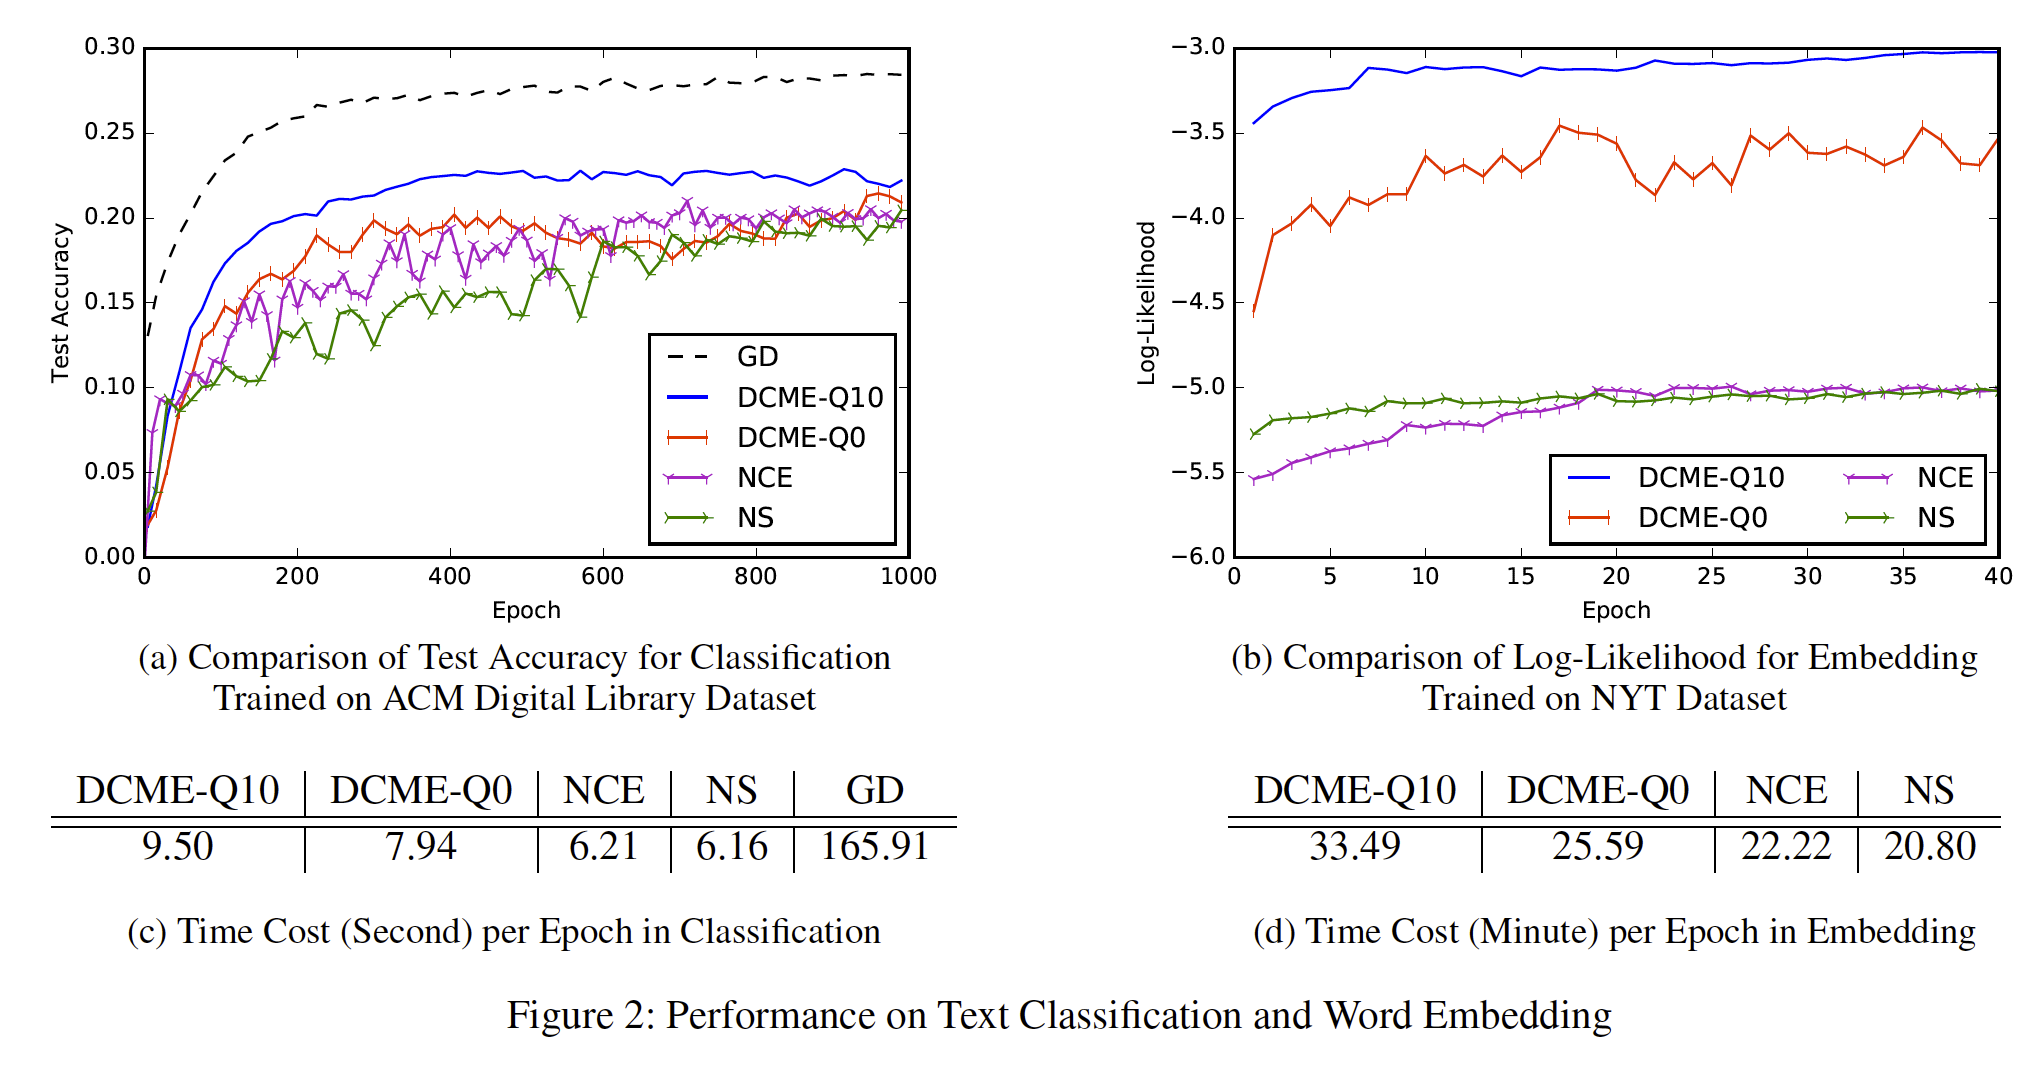 0.30
0.25
0.20
0.15
0.10
0.05
0.00
Test Accuracy
0 200 400 600 800 1000
Epoch
GD
DCME-Q10
DCME-Q0
NCE
NS
(a) Comparison of Test Accuracy for Classification
Trained on ACM Digital Library Dataset
−3.0
−3.5
−4.0
−4.5
−5.0
−5.5
−6.0
Log-Likelihood
0 5 10 15 20 25 30 35 40
Epoch
DCME-Q10 NCE
DCME-Q0 NS
(b) Comparison of Log-Likelihood for Embedding
Trained on NYT Dataset
DCME-Q10 DCME-Q0 NCE NS GD
9.50 7.94 6.21 6.16 165.91
(c) Time Cost (Second) per Epoch in Classification
DCME-Q10 DCME-Q0 NCE NS
33.49 25.59 22.22 20.80
(d) Time Cost (Minute) per Epoch in Embedding
Figure 2: Performance on Text Classification and Word Embedding